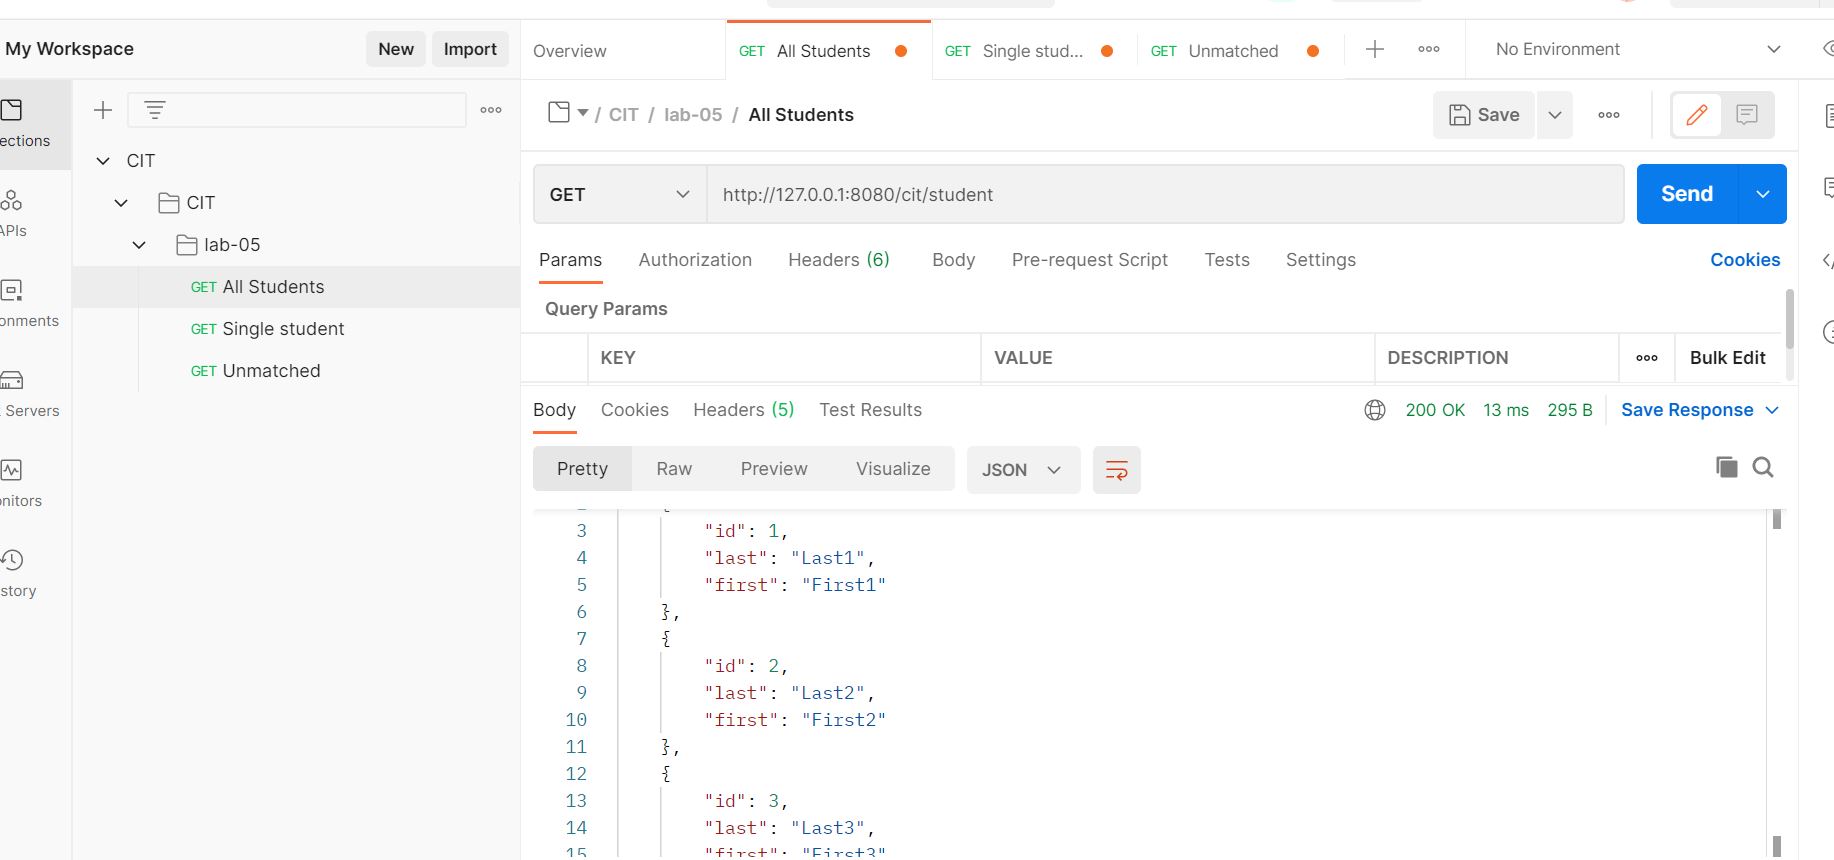 My Workspace
New
Import
Overview
GET All Students
GET Single stud...
GET Unmatched
No Environment
ections
APIs
onments
Servers
nitors
story
CIT
CIT
lab-05
GET All Students
GET Single student
GET Unmatched
/ CIT / lab-05 / All Students
Save
GET
http://127.0.0.1:8080/cit/student
Send
Params
Authorization
Headers (6)
Body
Pre-request Script
Tests
Settings
Cookies
Query Params
KEY
VALUE
DESCRIPTION
Bulk Edit
Body
Cookies
Headers (5)
Test Results
200 OK
13 ms
295 B
Save Response
Pretty
Raw
Preview
Visualize
JSON
2 {
3 "id": 1,
4 "last": "Last1",
5 "first": "First1"
6 },
7 {
8 "id": 2,
9 "last": "Last2",
10 "first": "First2"
11 },
12 {
13 "id": 3,
14 "last": "Last3",
15 "first": "First3"